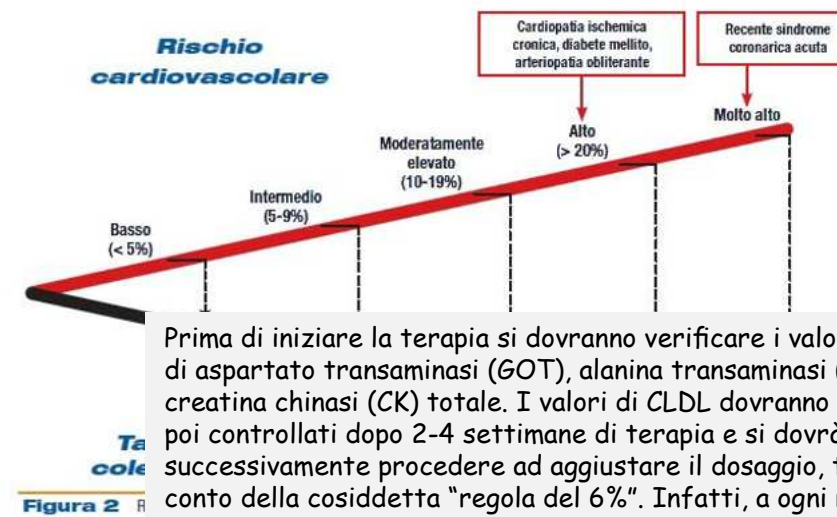 Rischio
cardiovascolare
Cardiopatia ischemica
cronica, diabete mellito,
arteriopatia obliterante
Recente sindrome
coronarica acuta
Molto alto
Alto
(> 20%)
Moderatamente
elevato
(10-19%)
Intermedio
(5-9%)
Basso
(< 5%)
Prima di iniziare la terapia si dovranno verificare i
di aspartato transaminasi (GOT), alanina transaminasi
creatina chinasi (CK) totale. I valori di CLDL dovranno
poi controllati dopo 2-4 settimane di terapia e si
successivamente procedere ad aggiustare il dosaggio,
Figura 2
conto della cosiddetta “regola del 6%”. Infatti, a ogni